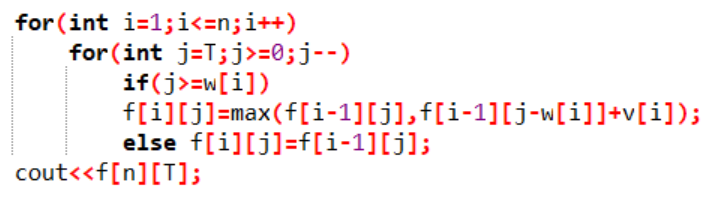 for(int i=1;i<=n;i++)
    for(int j=T;j>=0;j--)
        if(j>=w[i])
        f[i][j]=max(f[i-1][j],f[i-1][j-w[i]]+v[i]);
        else f[i][j]=f[i-1][j];
cout<<f[n][T];